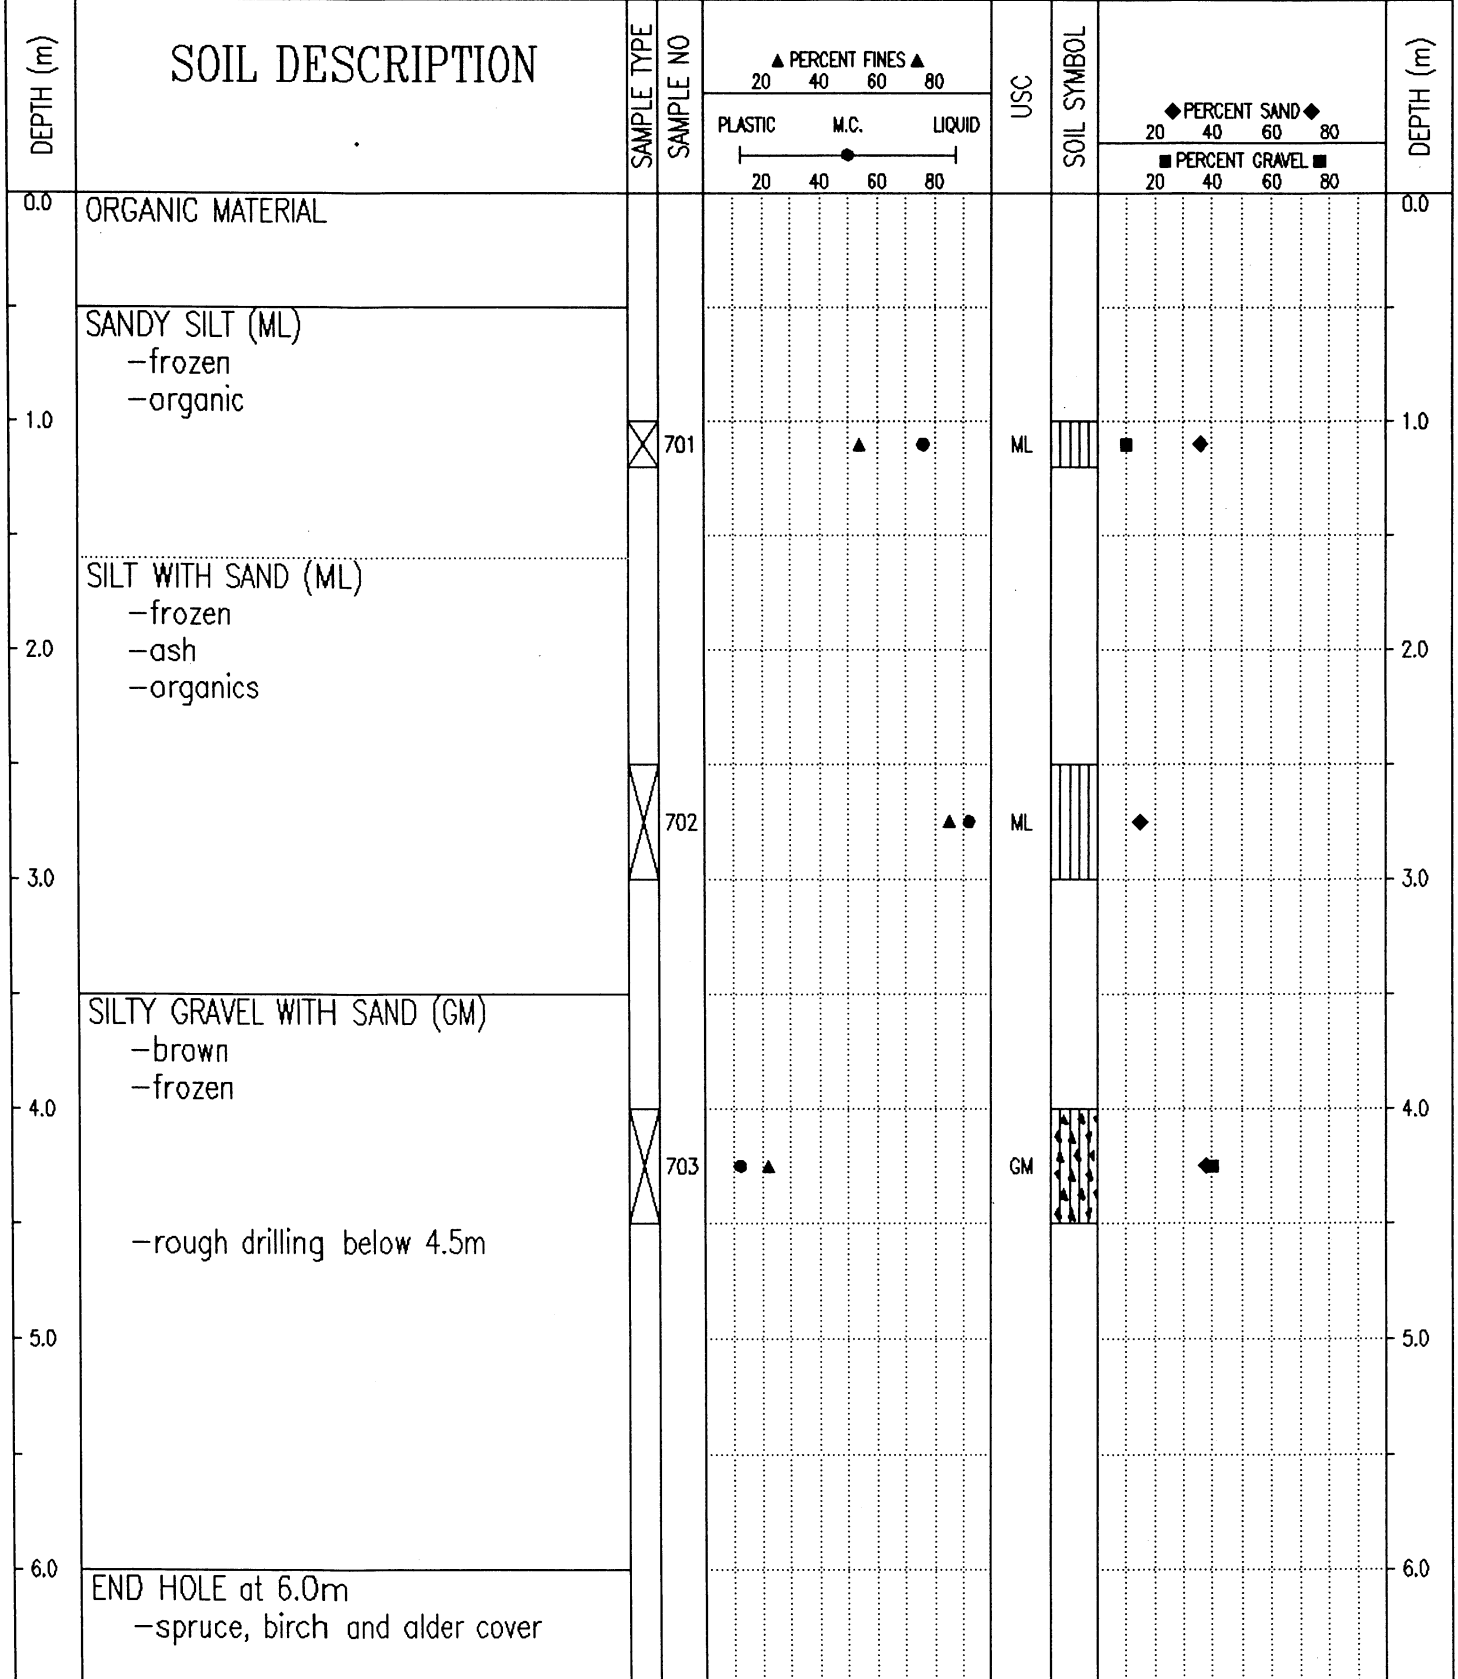 DEPTH (m)
SOIL DESCRIPTION
SAMPLE TYPE
SAMPLE NO
▲ PERCENT FINES ▲
20 40 60 80
PLASTIC M.C. LIQUID
20 40 60 80
USC
SOIL SYMBOL
◆ PERCENT SAND ◆
20 40 60 80
■ PERCENT GRAVEL ■
20 40 60 80
DEPTH (m)
0.0 ORGANIC MATERIAL 0.0
SANDY SILT (ML)
-frozen
-organic
1.0 1.0
701 ML
SILT WITH SAND (ML)
-frozen
2.0 -ash 2.0
-organics
702 ML
3.0 3.0
SILTY GRAVEL WITH SAND (GM)
-brown
-frozen
4.0 4.0
703 GM
-rough drilling below 4.5m
5.0 5.0
6.0 6.0
END HOLE at 6.0m
-spruce, birch and alder cover